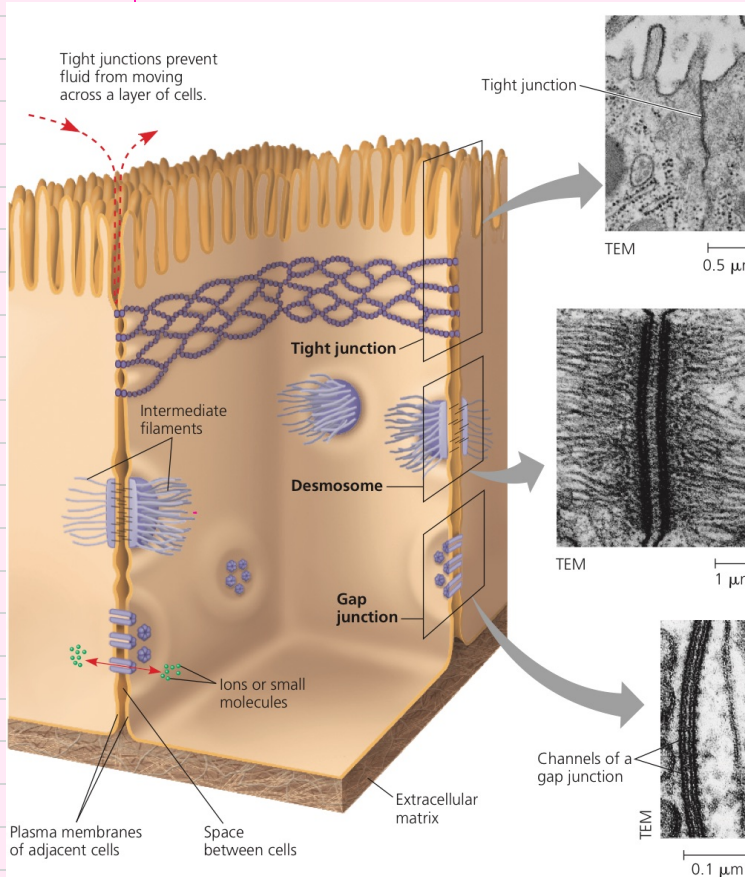 Tight junctions prevent
fluid from moving
across a layer of cells.
Tight junction
TEM
0.5 μm
Tight junction
Intermediate
filaments
Desmosome
TEM
1 μm
Gap
junction
Ions or small
molecules
Channels of a
gap junction
TEM
Extracellular
matrix
Plasma membranes
of adjacent cells
Space
between cells
0.1 μm